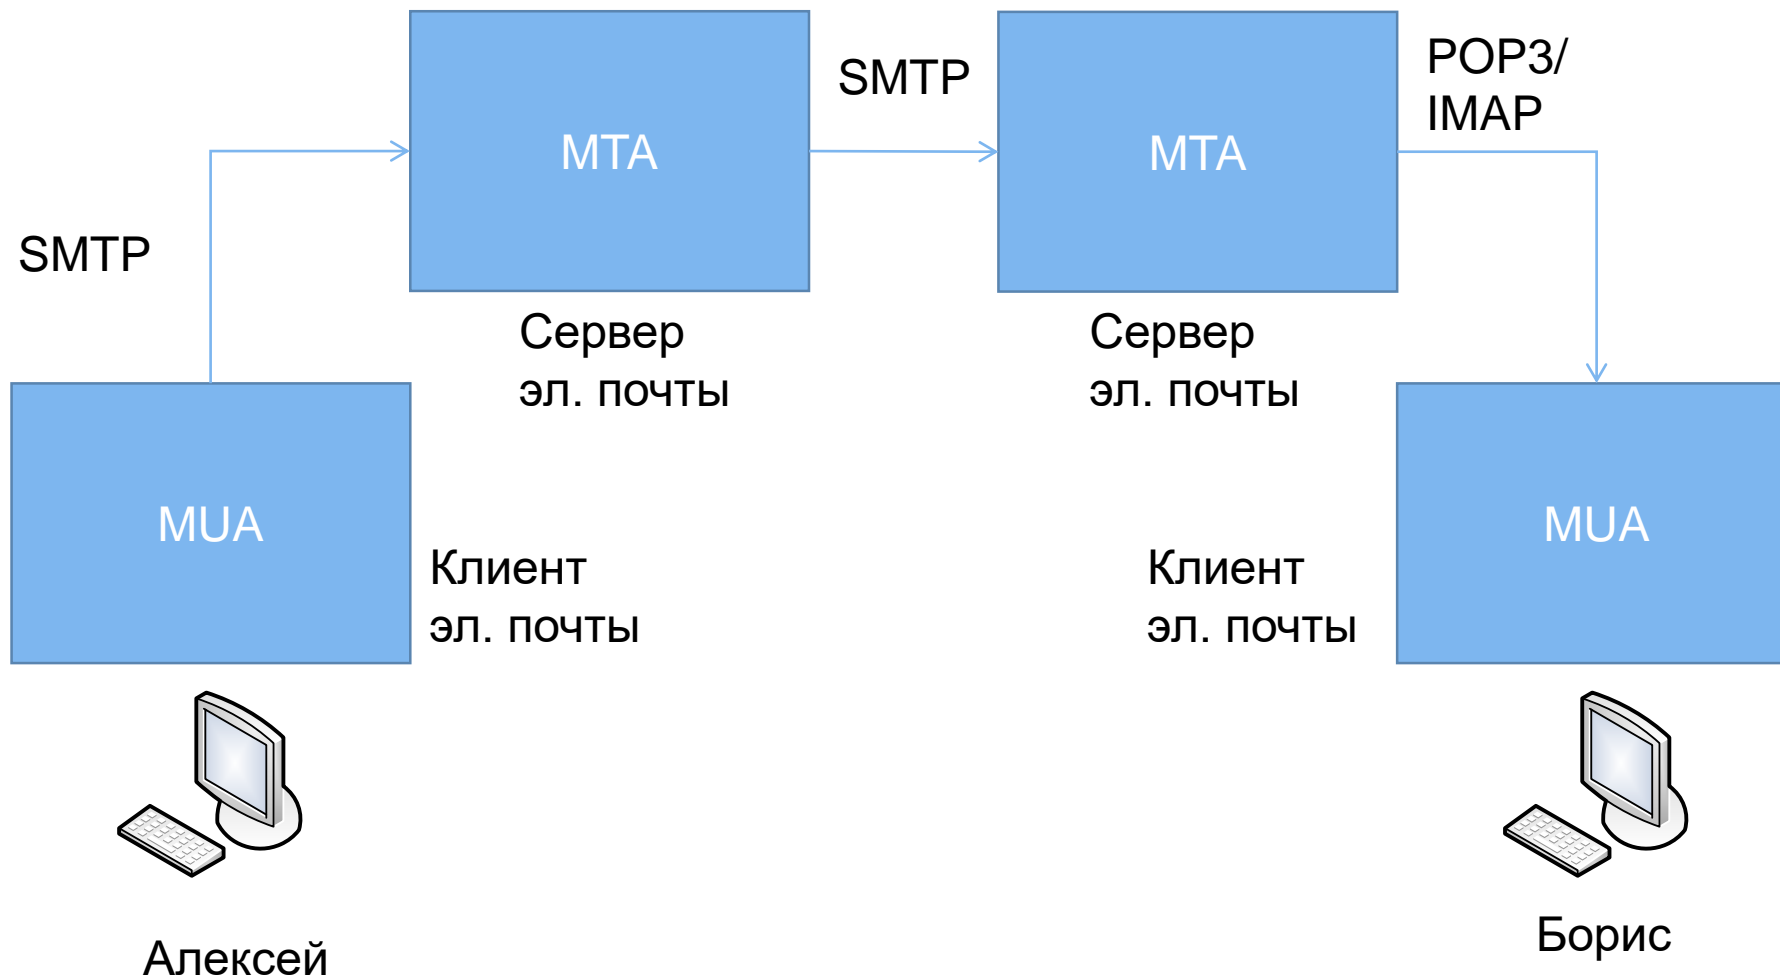 SMTP
POP3/
IMAP
MTA
MTA
SMTP
Сервер
эл. почты
Сервер
эл. почты
MUA
MUA
Клиент
эл. почты
Клиент
эл. почты
Алексей
Борис